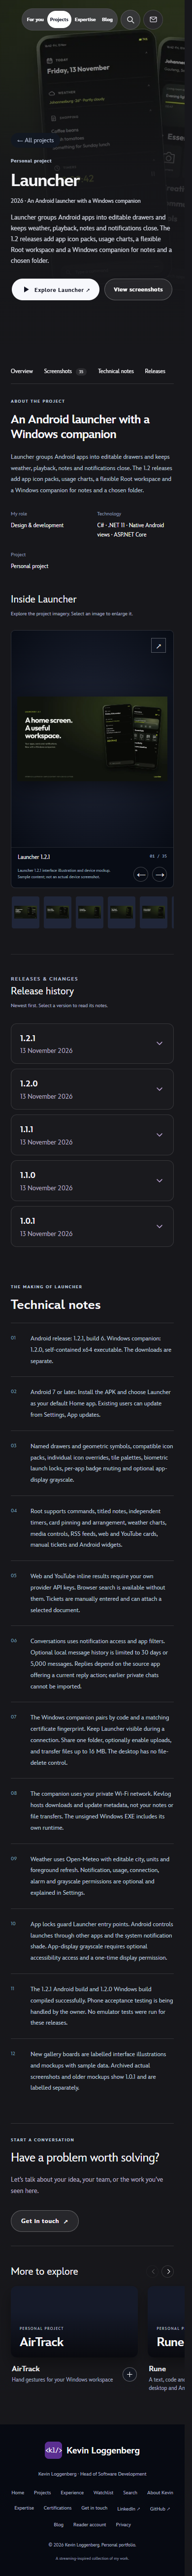 For you
Projects
Expertise
Blog
TODAY
Friday, 13 November
← All projects
Personal project
Launcher
2026 · An Android launcher with a Windows companion
Launcher groups Android apps into editable drawers and
keeps weather, playlets, notes and notifications close. The
1.2 releases add app icon packs, usage charts, a flexible
Root workspace and a Windows companion for notes and a
chosen folder.
Explore Launcher ↗
View screenshots
Overview
Screenshots 35
Technical notes
Releases
ABOUT THE PROJECT
An Android launcher with a
Windows companion
Launcher groups Android apps into editable drawers and keeps
weather, playlets, notes and notifications close. The 1.2 releases
add app icon packs, usage charts, a flexible Root workspace and
a Windows companion for notes and a chosen folder.
My role
Design & development
Technology
C# · .NET 11 · Native Android
views · ASP.NET Core
Project
Personal project
Inside Launcher
Explore the project imagery. Select an image to enlarge it.
A home screen.
A useful
workspace.
Launcher 1.2.1
01 / 35
Launcher 1.2.1 interface illustration and device mockup.
Sample content; not an actual device screenshot.
RELEASES & CHANGES
Release history
Newest first. Select a version to read its notes.
1.2.1
13 November 2026
1.2.0
13 November 2026
1.1.1
13 November 2026
1.1.0
13 November 2026
1.0.1
13 November 2026
THE MAKING OF LAUNCHER
Technical notes
01
Android release: 1.2.1, build 6. Windows companion:
1.2.0, self-contained x64 executable. The downloads are
separate.
02
Android 7 or later. Install the APK and choose Launcher
as your default Home app. Existing users can update
from Settings, App updates.
03
Named drawers and geometric symbols, compatible icon
packs, individual icon overrides, tile palettes, biometric
launch locks, per-app badge muting and optional app-
display grayscale.
04
Root supports commands, titled notes, independent
timers, card pinning and arrangement, weather charts,
media controls, RSS feeds, web and YouTube cards,
manual tickets and Android widgets.
05
Web and YouTube inline results require your own
provider API keys. Browser search is available without
them. Tickets are manually entered and can attach a
selected document.
06
Conversations uses notification access and app filters.
Optional local message history is limited to 30 days or
5,000 messages. Replies depend on the source app
offering a current reply action; earlier private chats
cannot be imported.
07
The Windows companion pairs by code and a matching
certificate fingerprint. Keep Launcher visible during a
connection. Share one folder, optionally enable uploads,
and transfer files up to 16 MB. The desktop has no file-
delete control.
08
The companion uses your private Wi-Fi network. Kevlog
hosts downloads and update metadata, not your notes or
file transfers. The unsigned Windows EXE includes its
own runtime.
09
Weather uses Open-Meteo with editable city, units and
foreground refresh. Notification, usage, connection,
alarm and grayscale permissions are optional and
explained in Settings.
10
App locks guard Launcher entry points. Android controls
launches through other apps and the system notification
shade. App-display grayscale requires optional
accessibility access and a one-time display permission.
11
The 1.2.1 Android build and 1.2.0 Windows build
compiled successfully. Phone acceptance testing is being
handled by the owner. No emulator tests were run for
these releases.
12
New gallery boards are labelled interface illustrations
and mockups with sample data. Archived actual
screenshots and older mockups show 1.0.1 and are
labelled separately.
START A CONVERSATION
Have a problem worth solving?
Let's talk about your idea, your team, or the work you've
seen here.
Get in touch ↗
More to explore
PERSONAL PROJECT
AirTrack
AirTrack
Hand gestures for your Windows workspace
PERSONAL P
Rune
Rune
A text, code an
desktop and An
<kl/>
Kevin Loggenberg
Kevin Loggenberg · Head of Software Development
Home
Projects
Experience
Watchlist
Search
About Kevin
Expertise
Certifications
Get in touch
LinkedIn ↗
GitHub ↗
Blog
Reader account
Privacy
© 2026 Kevin Loggenberg. Personal portfolio.
A streaming-inspired collection of my work.